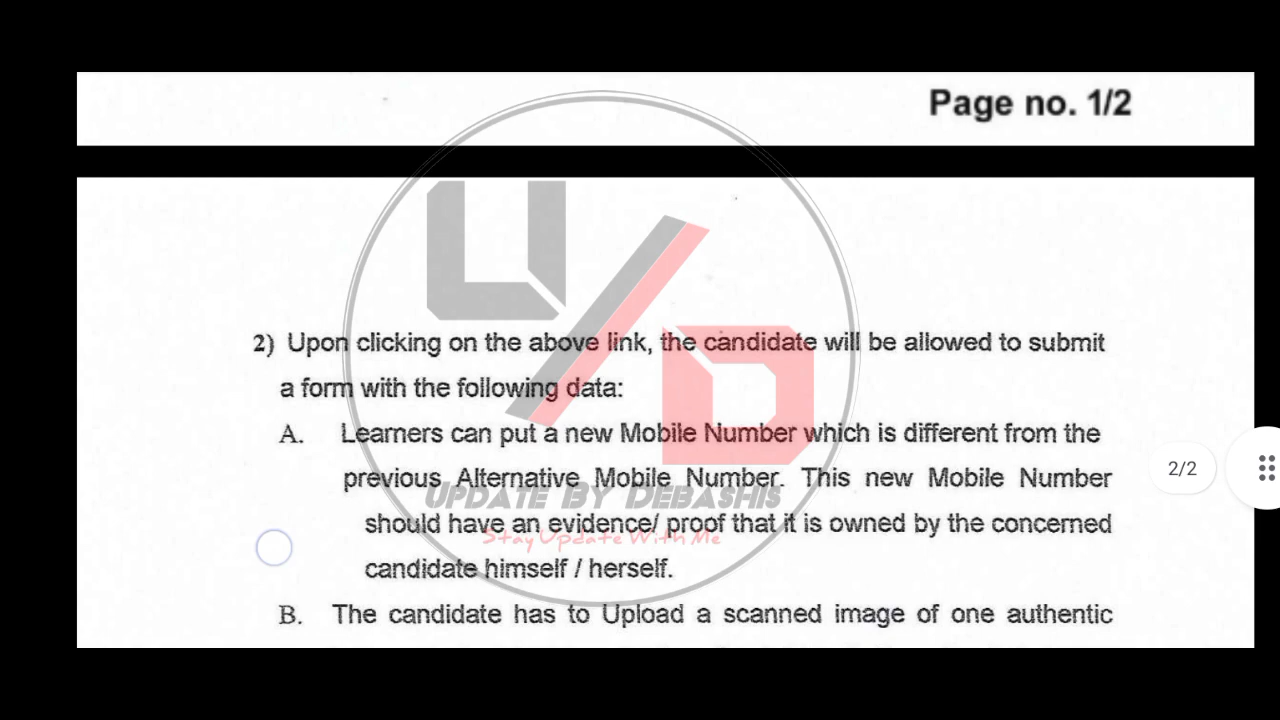 Page no. 1/2
2) Upon clicking on the above link, the candidate will be allowed to submit
a form with the following data:
A. Learners can put a new Mobile Number which is different from the
previous Alternative Mobile Number. This new Mobile Number
2/2
UPDATE BY DEBASHIS
should have an evidence/ proof that it is owned by the concerned
Stay Update With Me
candidate himself / herself.
B. The candidate has to Upload a scanned image of one authentic